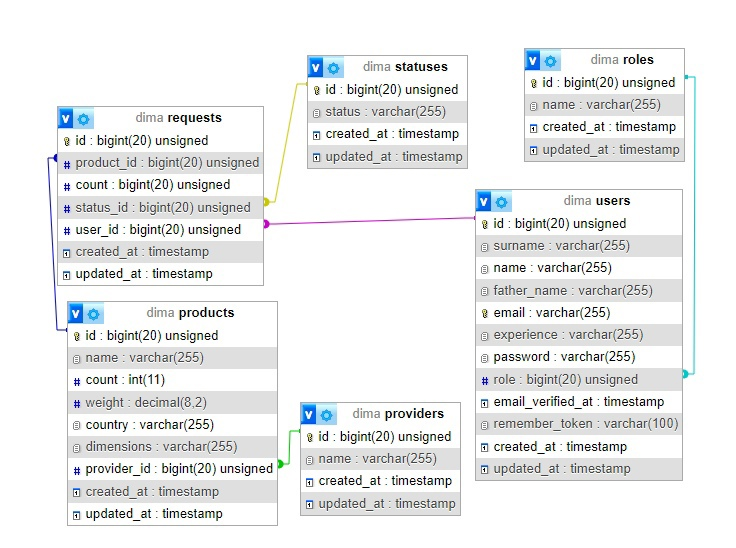 dima statuses
id : bigint(20) unsigned
status : varchar(255)
created_at : timestamp
updated_at : timestamp
dima roles
id : bigint(20) unsigned
name : varchar(255)
created_at : timestamp
updated_at : timestamp
dima requests
id : bigint(20) unsigned
product_id : bigint(20) unsigned
count : bigint(20) unsigned
status_id : bigint(20) unsigned
user_id : bigint(20) unsigned
created_at : timestamp
updated_at : timestamp
dima users
id : bigint(20) unsigned
surname : varchar(255)
name : varchar(255)
father_name : varchar(255)
email : varchar(255)
experience : varchar(255)
password : varchar(255)
role : bigint(20) unsigned
email_verified_at : timestamp
remember_token : varchar(100)
created_at : timestamp
updated_at : timestamp
dima products
id : bigint(20) unsigned
name : varchar(255)
count : int(11)
weight : decimal(8,2)
country : varchar(255)
dimensions : varchar(255)
provider_id : bigint(20) unsigned
created_at : timestamp
updated_at : timestamp
dima providers
id : bigint(20) unsigned
name : varchar(255)
created_at : timestamp
updated_at : timestamp